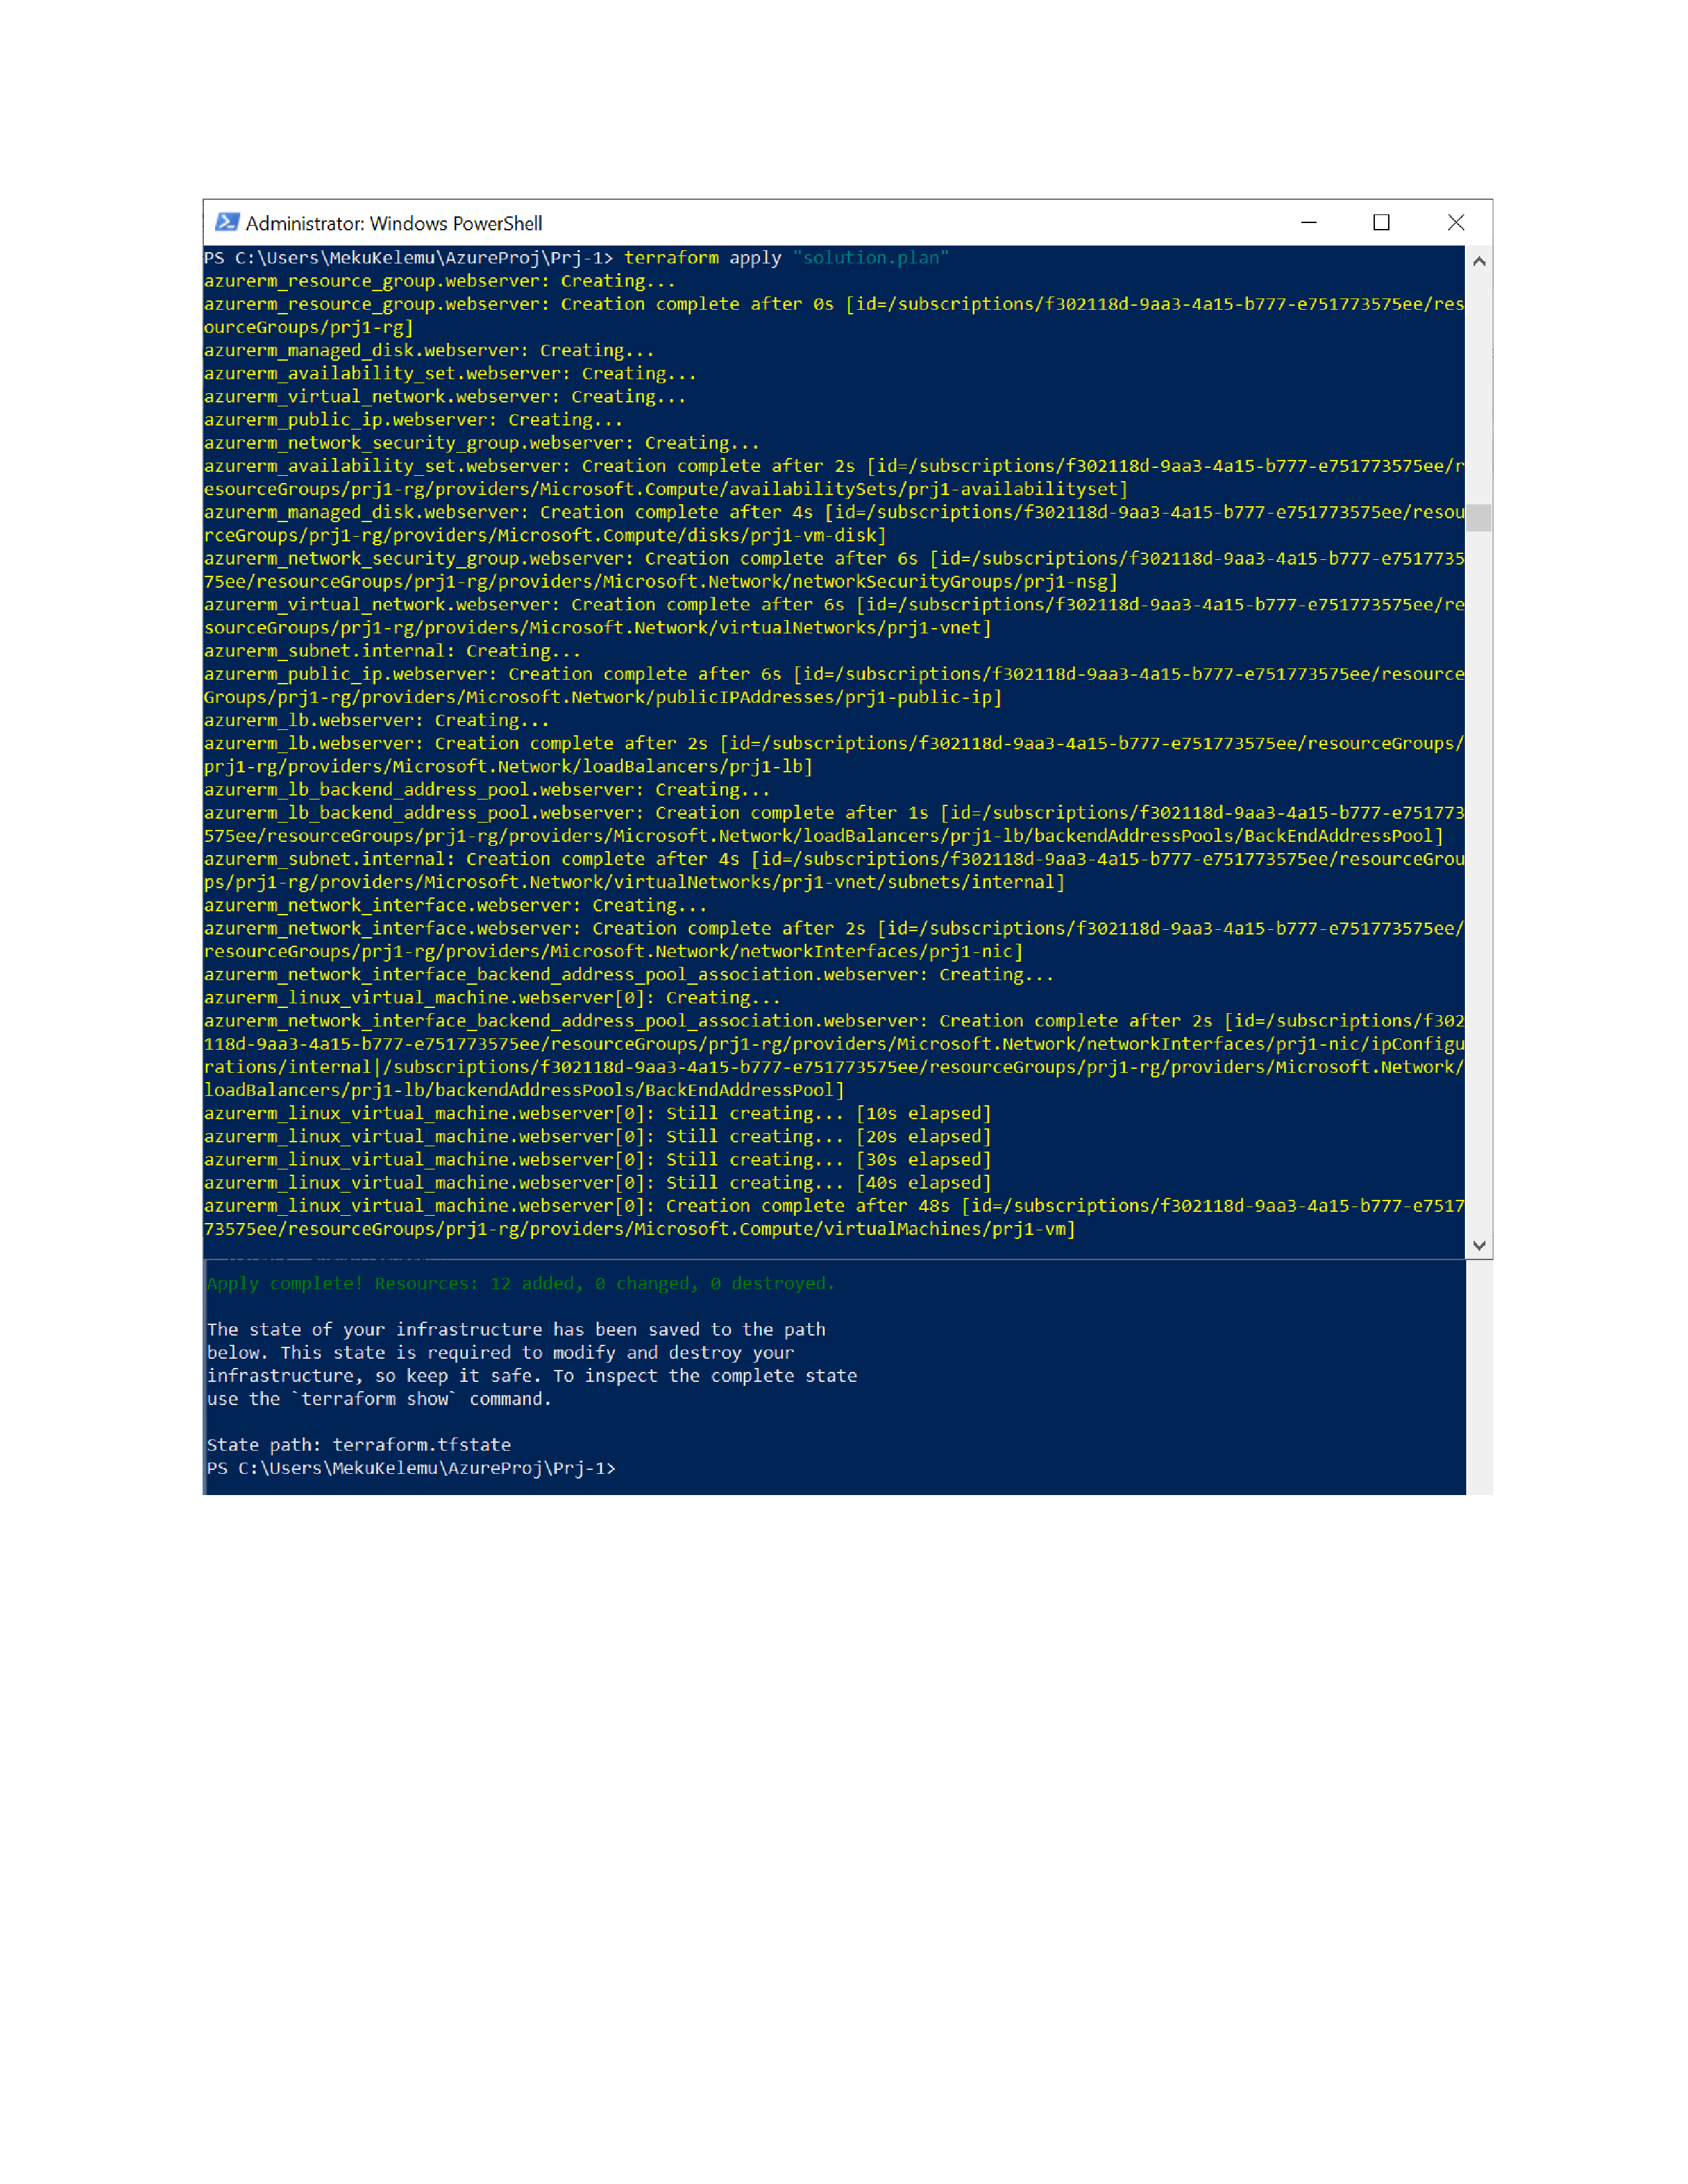 Administrator: Windows PowerShell
PS C:\Users\MekuKelemu\AzureProj\Prj-1> terraform apply "solution.plan"
azurerm_resource_group.webserver: Creating...
azurerm_resource_group.webserver: Creation complete after 0s [id=/subscriptions/f302118d-9aa3-4a15-b777-e751773575ee/res
ourceGroups/prj1-rg]
azurerm_managed_disk.webserver: Creating...
azurerm_availability_set.webserver: Creating...
azurerm_virtual_network.webserver: Creating...
azurerm_public_ip.webserver: Creating...
azurerm_network_security_group.webserver: Creating...
azurerm_availability_set.webserver: Creation complete after 2s [id=/subscriptions/f302118d-9aa3-4a15-b777-e751773575ee/r
esourceGroups/prj1-rg/providers/Microsoft.Compute/availabilitySets/prj1-availabilityset]
azurerm_managed_disk.webserver: Creation complete after 4s [id=/subscriptions/f302118d-9aa3-4a15-b777-e751773575ee/resou
rceGroups/prj1-rg/providers/Microsoft.Compute/disks/prj1-vm-disk]
azurerm_network_security_group.webserver: Creation complete after 6s [id=/subscriptions/f302118d-9aa3-4a15-b777-e7517735
75ee/resourceGroups/prj1-rg/providers/Microsoft.Network/networkSecurityGroups/prj1-nsg]
azurerm_virtual_network.webserver: Creation complete after 6s [id=/subscriptions/f302118d-9aa3-4a15-b777-e751773575ee/re
sourceGroups/prj1-rg/providers/Microsoft.Network/virtualNetworks/prj1-vnet]
azurerm_subnet.internal: Creating...
azurerm_public_ip.webserver: Creation complete after 6s [id=/subscriptions/f302118d-9aa3-4a15-b777-e751773575ee/resource
Groups/prj1-rg/providers/Microsoft.Network/publicIPAddresses/prj1-public-ip]
azurerm_lb.webserver: Creating...
azurerm_lb.webserver: Creation complete after 2s [id=/subscriptions/f302118d-9aa3-4a15-b777-e751773575ee/resourceGroups/
prj1-rg/providers/Microsoft.Network/loadBalancers/prj1-lb]
azurerm_lb_backend_address_pool.webserver: Creating...
azurerm_lb_backend_address_pool.webserver: Creation complete after 1s [id=/subscriptions/f302118d-9aa3-4a15-b777-e751773
575ee/resourceGroups/prj1-rg/providers/Microsoft.Network/loadBalancers/prj1-lb/backendAddressPools/BackEndAddressPool]
azurerm_subnet.internal: Creation complete after 4s [id=/subscriptions/f302118d-9aa3-4a15-b777-e751773575ee/resourceGrou
ps/prj1-rg/providers/Microsoft.Network/virtualNetworks/prj1-vnet/subnets/internal]
azurerm_network_interface.webserver: Creating...
azurerm_network_interface.webserver: Creation complete after 2s [id=/subscriptions/f302118d-9aa3-4a15-b777-e751773575ee/
resourceGroups/prj1-rg/providers/Microsoft.Network/networkInterfaces/prj1-nic]
azurerm_network_interface_backend_address_pool_association.webserver: Creating...
azurerm_linux_virtual_machine.webserver[0]: Creating...
azurerm_network_interface_backend_address_pool_association.webserver: Creation complete after 2s [id=/subscriptions/f302
118d-9aa3-4a15-b777-e751773575ee/resourceGroups/prj1-rg/providers/Microsoft.Network/networkInterfaces/prj1-nic/ipConfigu
rations/internal|/subscriptions/f302118d-9aa3-4a15-b777-e751773575ee/resourceGroups/prj1-rg/providers/Microsoft.Network/
loadBalancers/prj1-lb/backendAddressPools/BackEndAddressPool]
azurerm_linux_virtual_machine.webserver[0]: Still creating... [10s elapsed]
azurerm_linux_virtual_machine.webserver[0]: Still creating... [20s elapsed]
azurerm_linux_virtual_machine.webserver[0]: Still creating... [30s elapsed]
azurerm_linux_virtual_machine.webserver[0]: Still creating... [40s elapsed]
azurerm_linux_virtual_machine.webserver[0]: Creation complete after 48s [id=/subscriptions/f302118d-9aa3-4a15-b777-e7517
73575ee/resourceGroups/prj1-rg/providers/Microsoft.Compute/virtualMachines/prj1-vm]
Apply complete! Resources: 12 added, 0 changed, 0 destroyed.
The state of your infrastructure has been saved to the path
below. This state is required to modify and destroy your
infrastructure, so keep it safe. To inspect the complete state
use the `terraform show` command.
State path: terraform.tfstate
PS C:\Users\MekuKelemu\AzureProj\Prj-1>